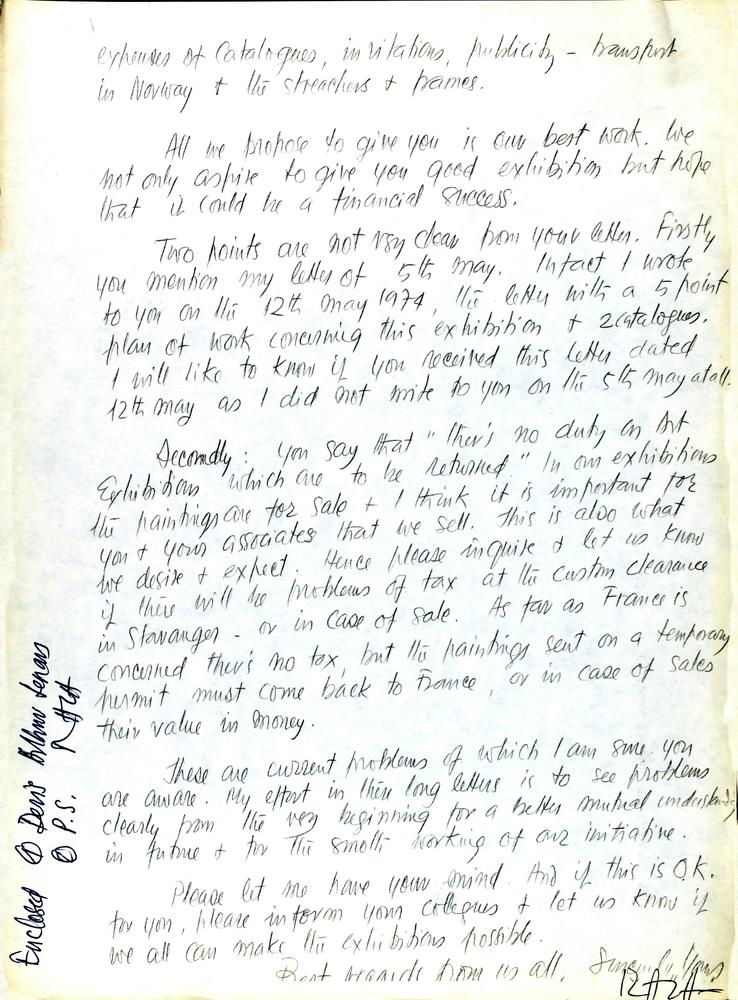 expenses of Catalogues, invitations, publicity - transport
in Norway + the streachers + frames.
All we propose to give you is our best work. We
not only aspire to give you good exhibition but hope
that it could be a financial success.
Two points are not very clear from your letter. Firstly
you mention my letter of 5th may. Infact I wrote
to you on the 12th may 1974, the letter with a 5 point
plan of work concerning this exhibition + 2 catalogues.
I will like to know if you received this letter dated
12th may as I did not write to you on the 5th may at all.
Secondly: you say that "there's no duty on Art
Exhibitions which are to be returned" In our exhibitions
the paintings are for sale + I think it is important for
you + your associates that we sell. This is also what
we desire + expect. Hence please inquire + let us know
if there will be problems of tax at the custom clearance
in Stavanger - or in case of sale. As far as France is
concerned there's no tax, but the paintings sent on a temporary
permit must come back to France, or in case of sales
their value in money.
These are current problems of which I am sure you
are aware. My effort in these long letters is to see problems
clearly from the very beginning for a better mutual understanding
in future + for the smoth working of our initiative.
Please let me have your mind. And if this is O.K.
for you, please inform your collegues + let us know if
we all can make the exhibitions possible.
Best regards from us all. Sincerely Yours
Enclosed ① Denis
② P.S.